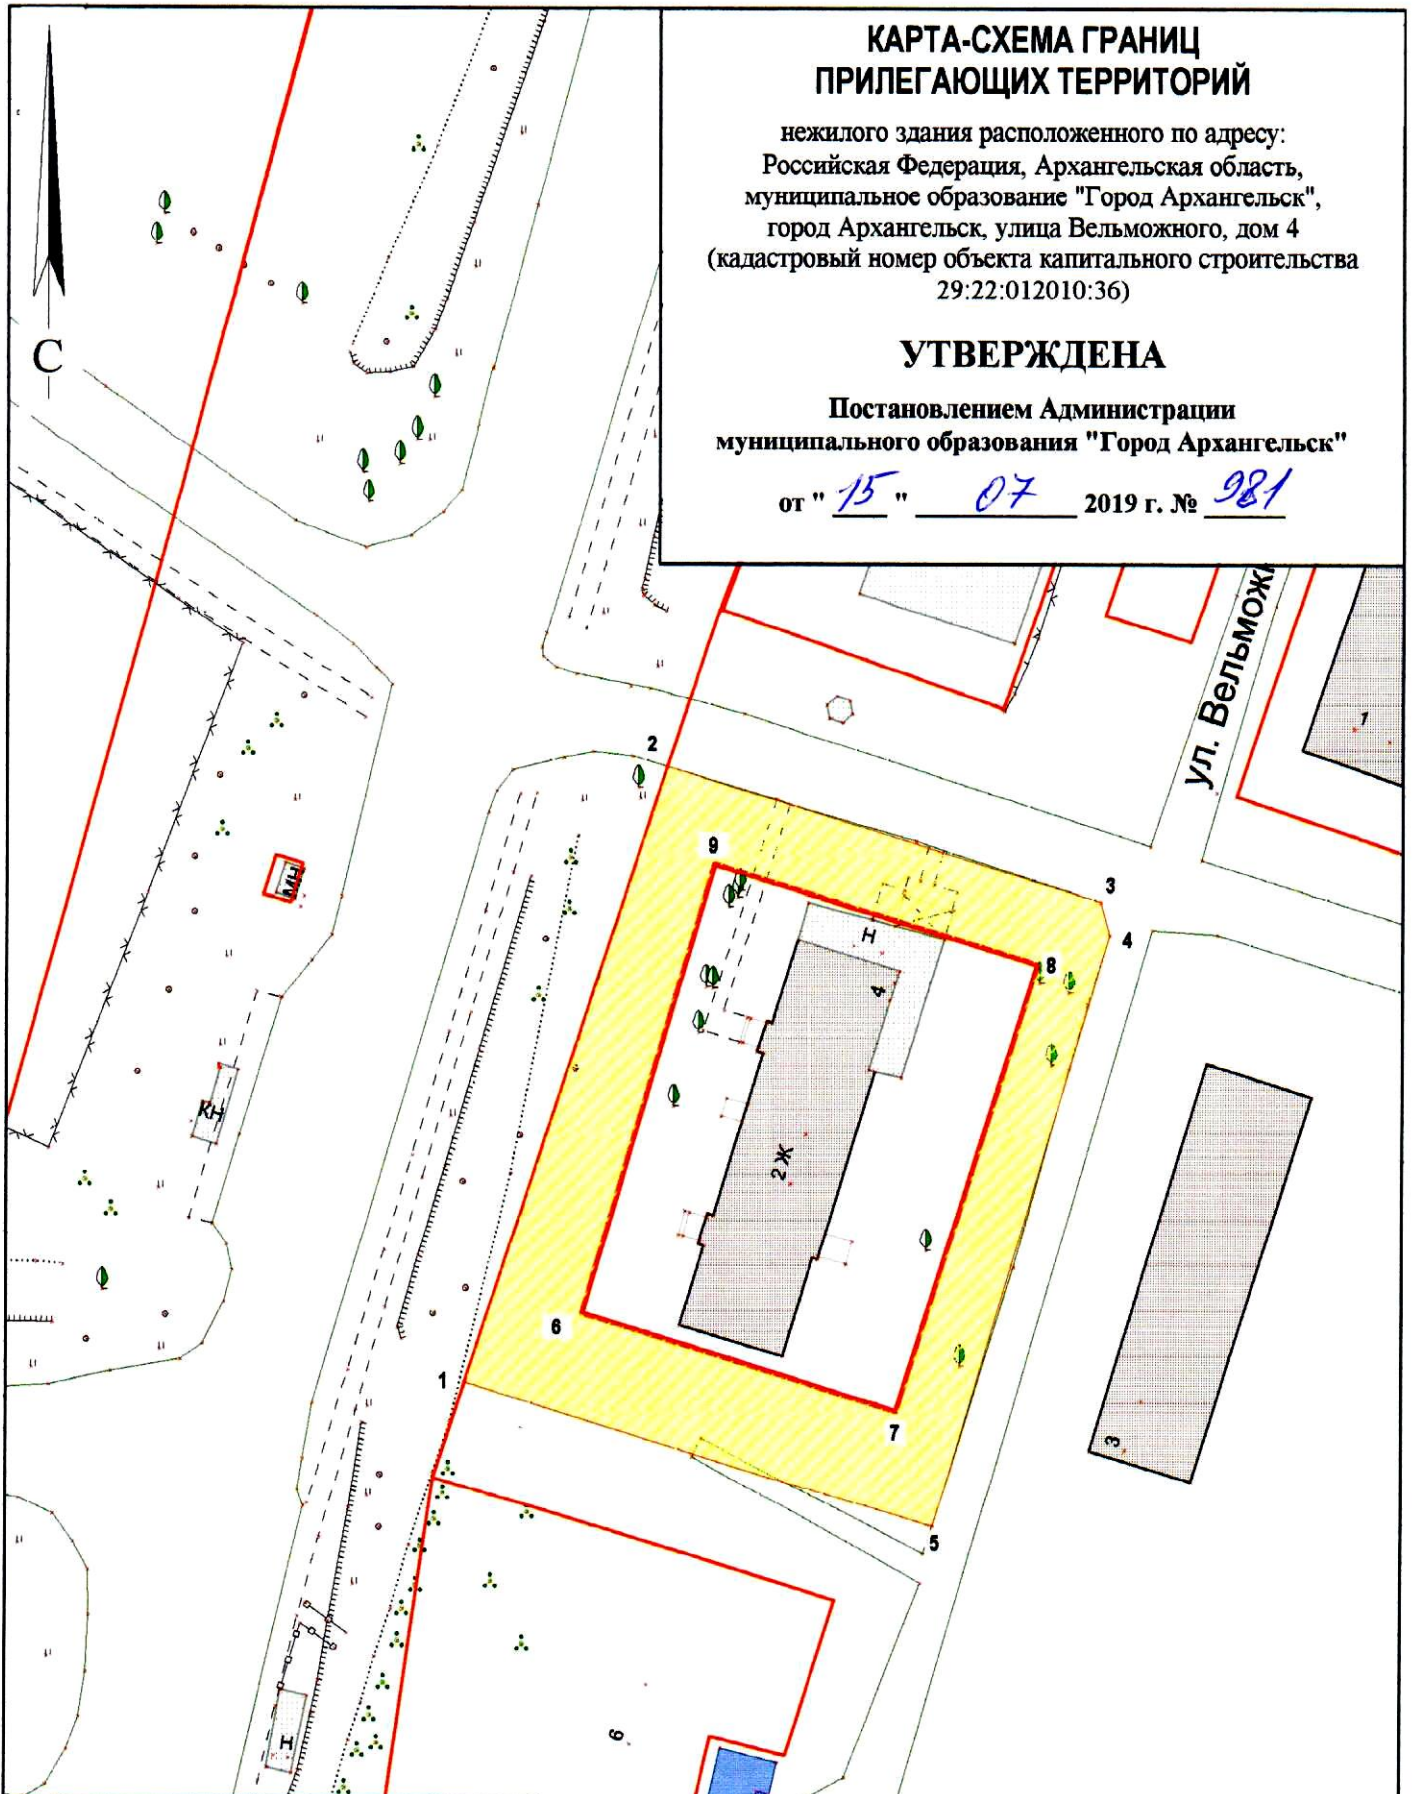 КАРТА-СХЕМА ГРАНИЦ
ПРИЛЕГАЮЩИХ ТЕРРИТОРИЙ
нежилого здания расположенного по адресу:
Российская Федерация, Архангельская область,
муниципальное образование "Город Архангельск",
город Архангельск, улица Вельможного, дом 4
(кадастровый номер объекта капитального строительства
29:22:012010:36)
УТВЕРЖДЕНА
Постановлением Администрации
муниципального образования "Город Архангельск"
от " 15 " 07 2019 г. № 981
С
ул. Вельможн
1
2
9
МН
3
4
Н
8
4
КН
2Ж
6
1
7
3
5
6
Н